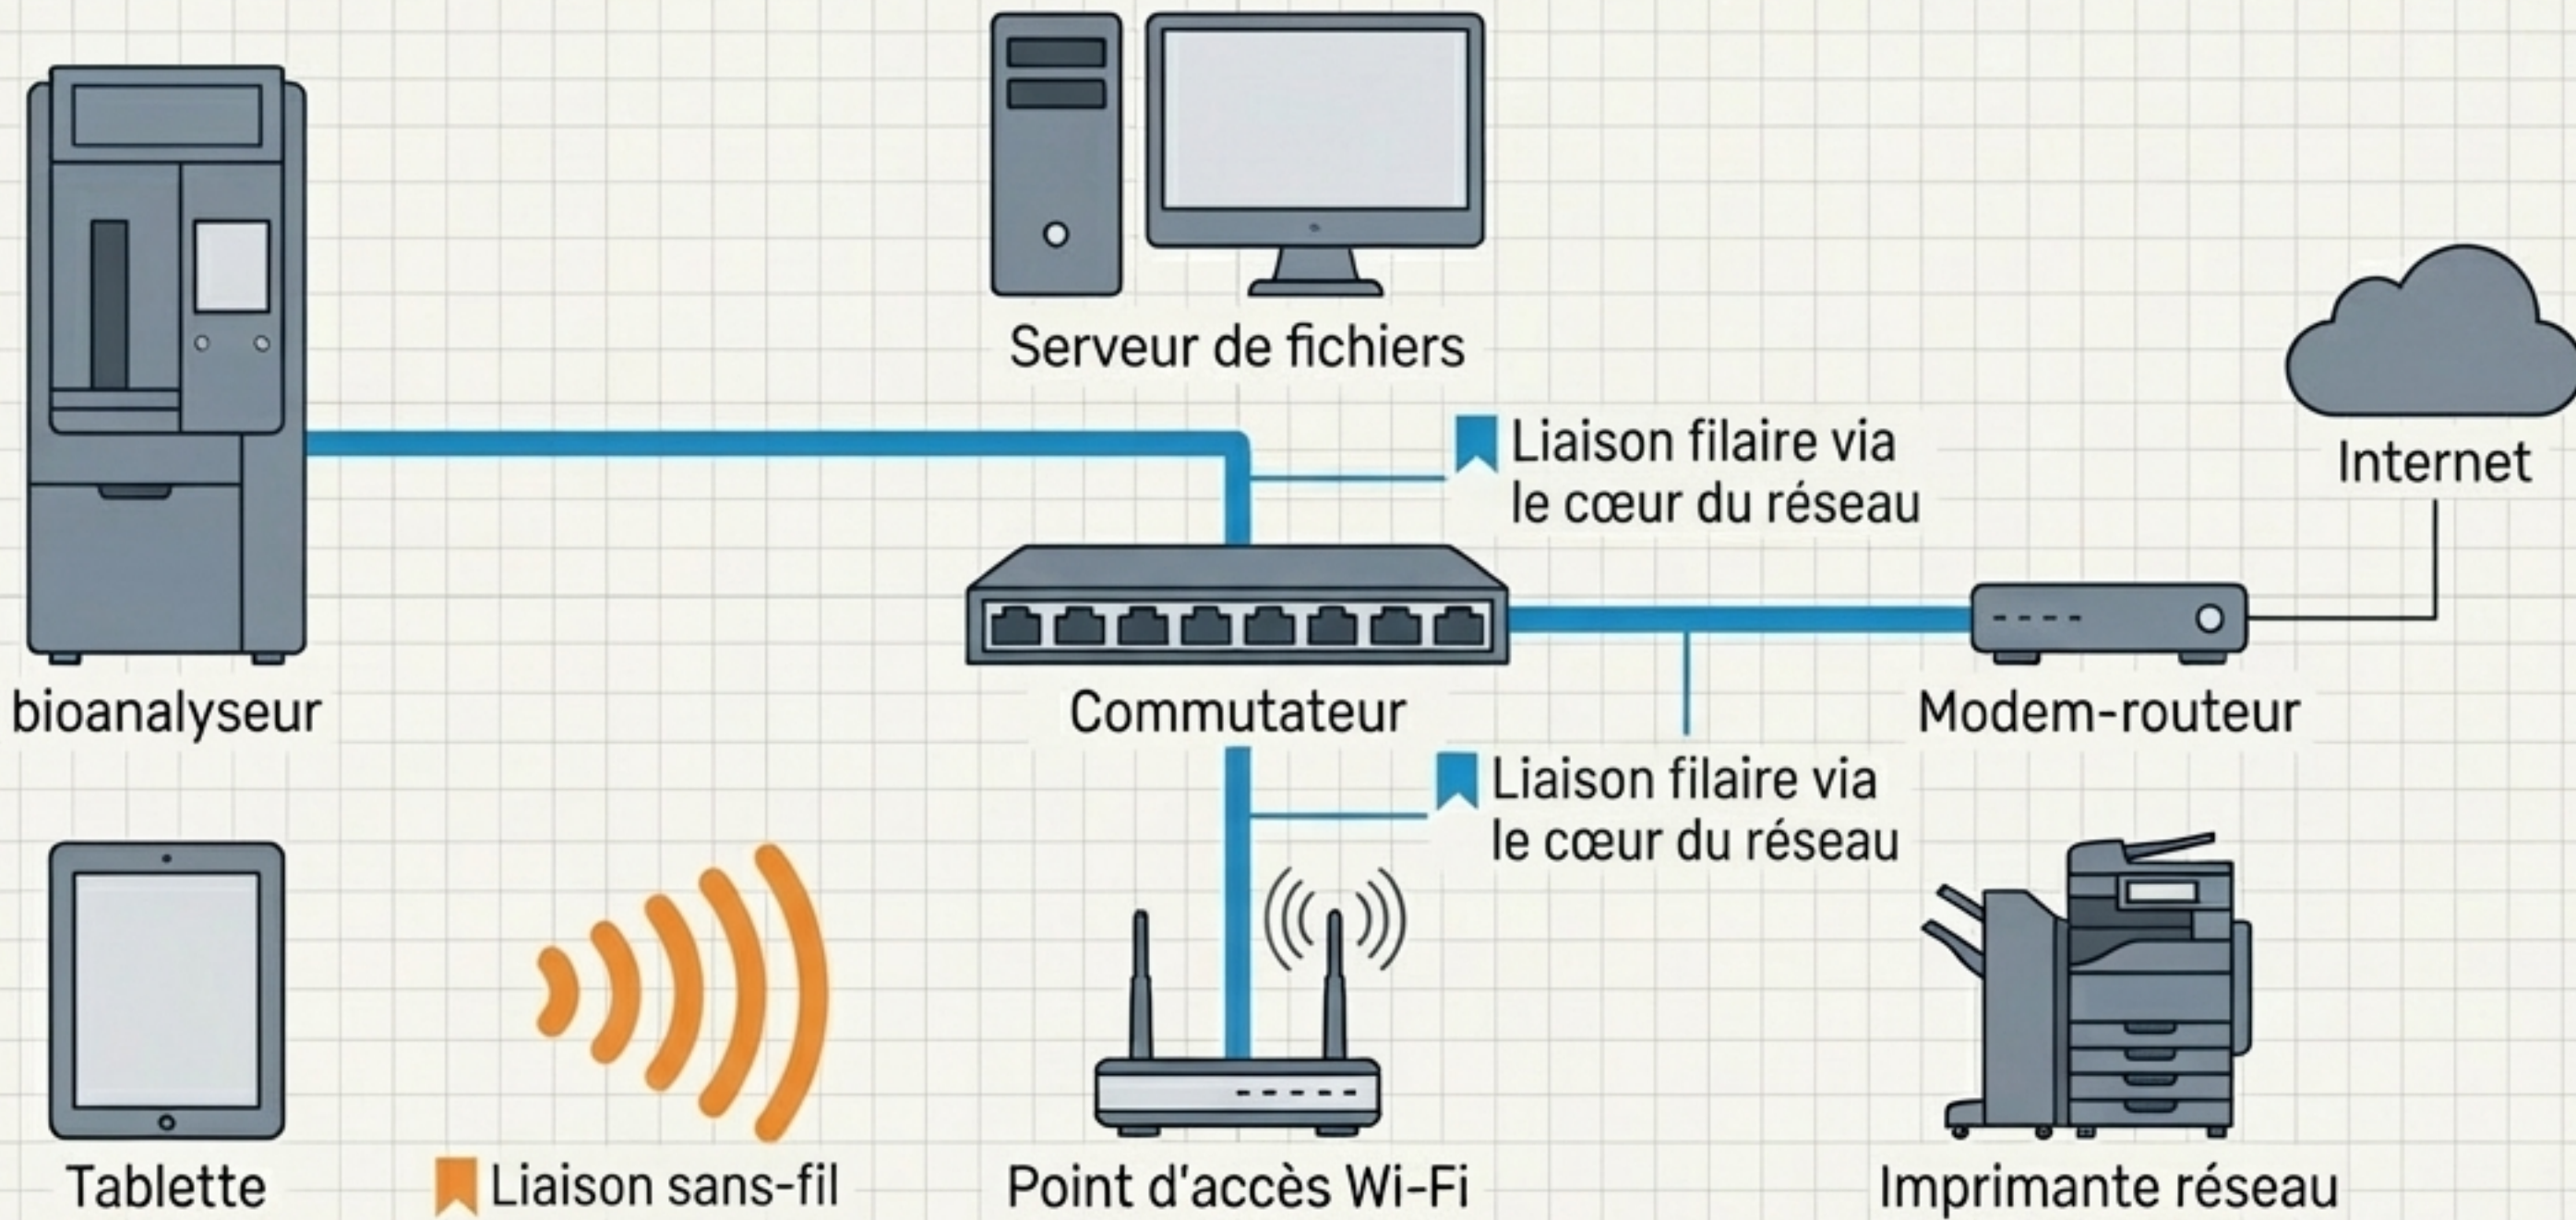 Serveur de fichiers
Liaison filaire via
le cœur du réseau
Internet
bioanalyseur
Commutateur
Modem-routeur
Liaison filaire via
le cœur du réseau
Tablette
Liaison sans-fil
Point d'accès Wi-Fi
Imprimante réseau